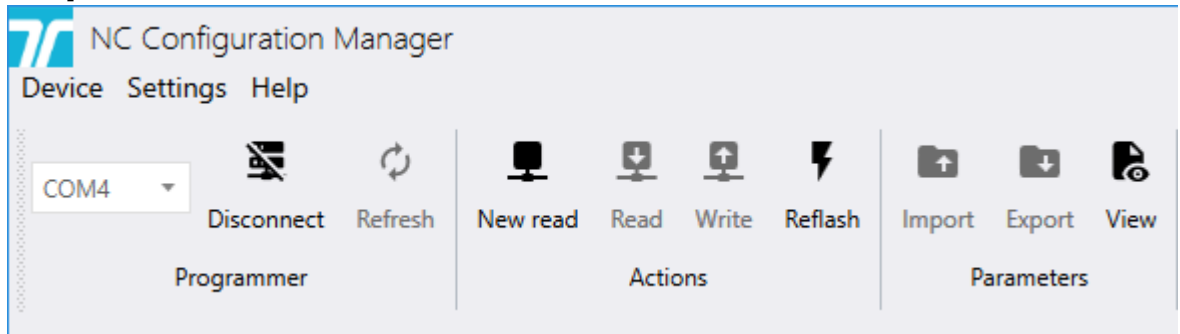 NC Configuration Manager
Device Settings Help
COM4 Disconnect Refresh New read Read Write Reflash Import Export View
Programmer Actions Parameters